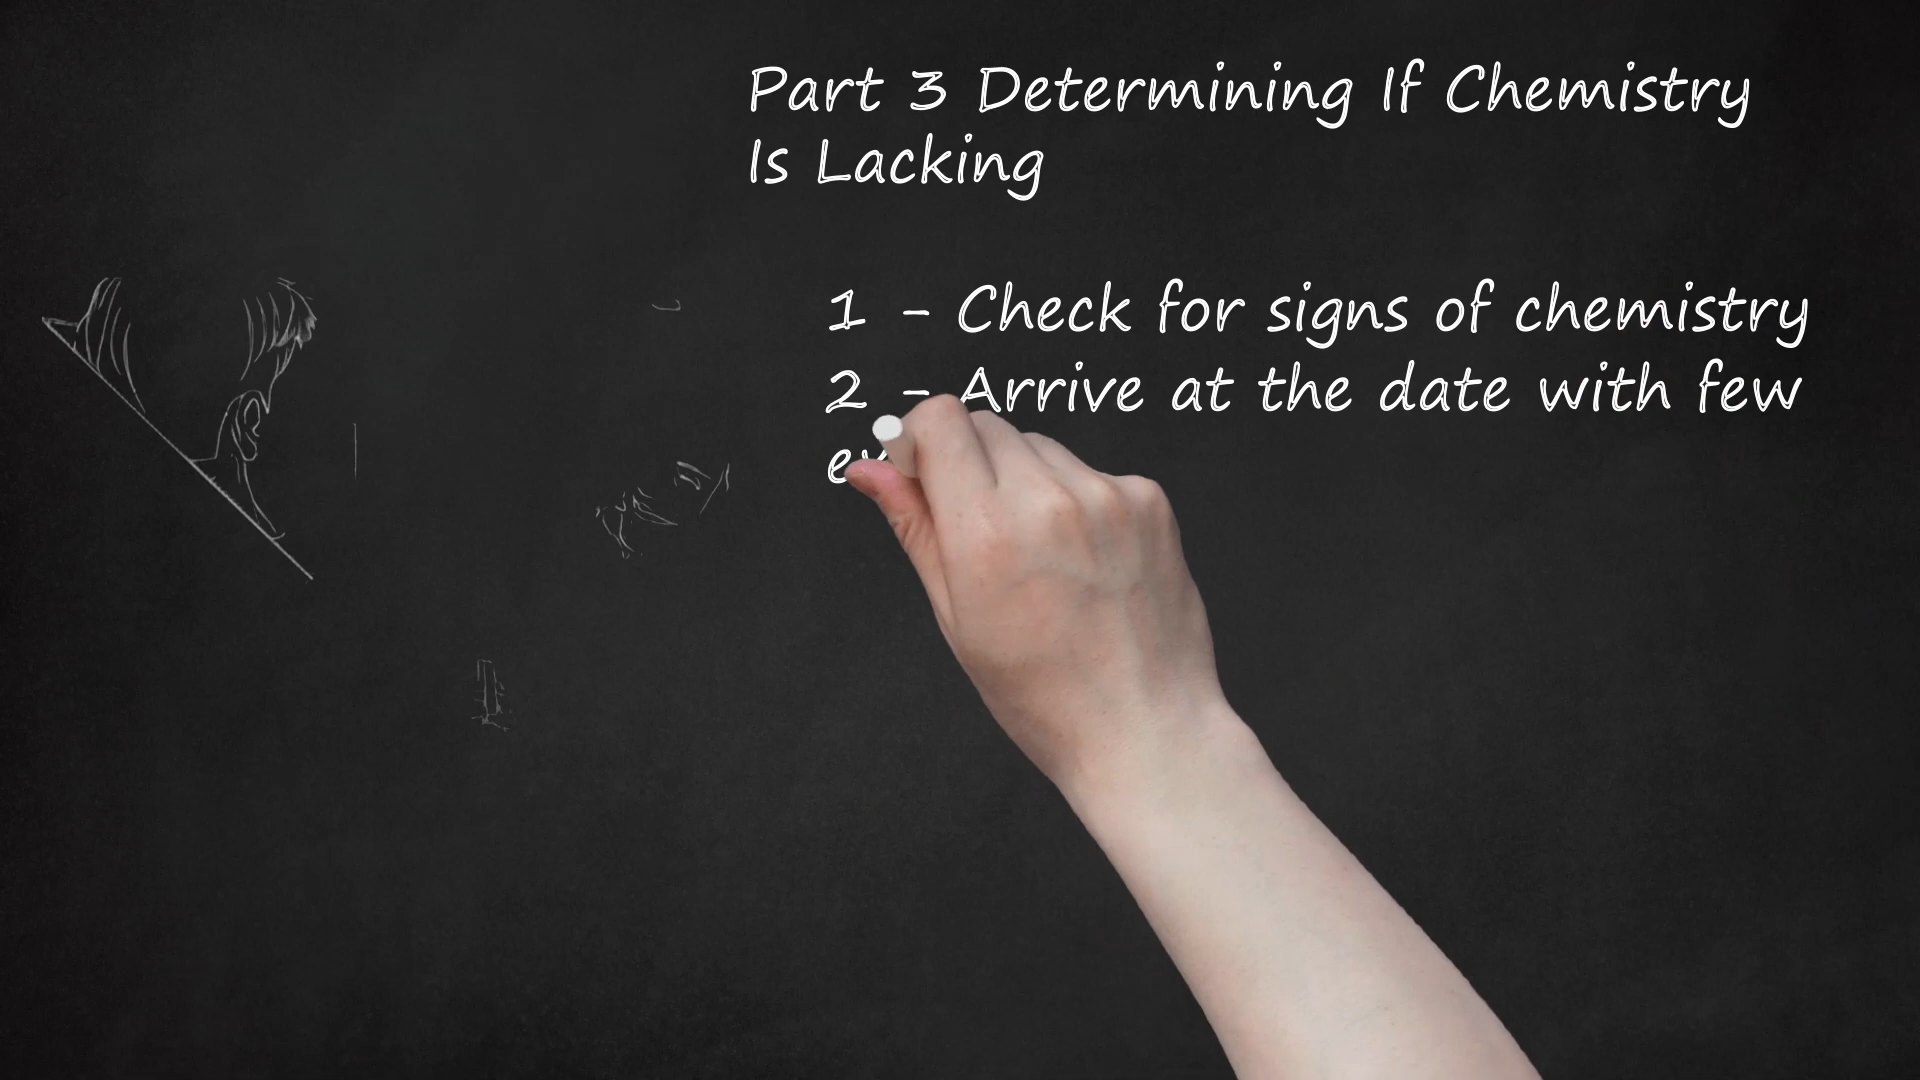 Part 3 Determining If Chemistry
Is Lacking
1 - Check for signs of chemistry
2 - Arrive at the date with few